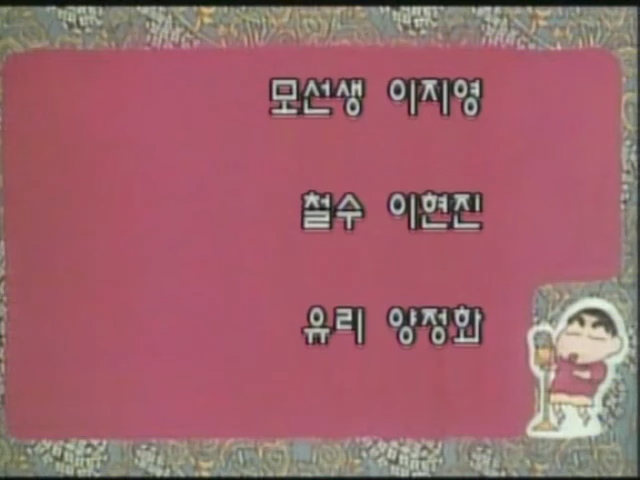 모선생 이지영
철수 이현진
유리 양정화